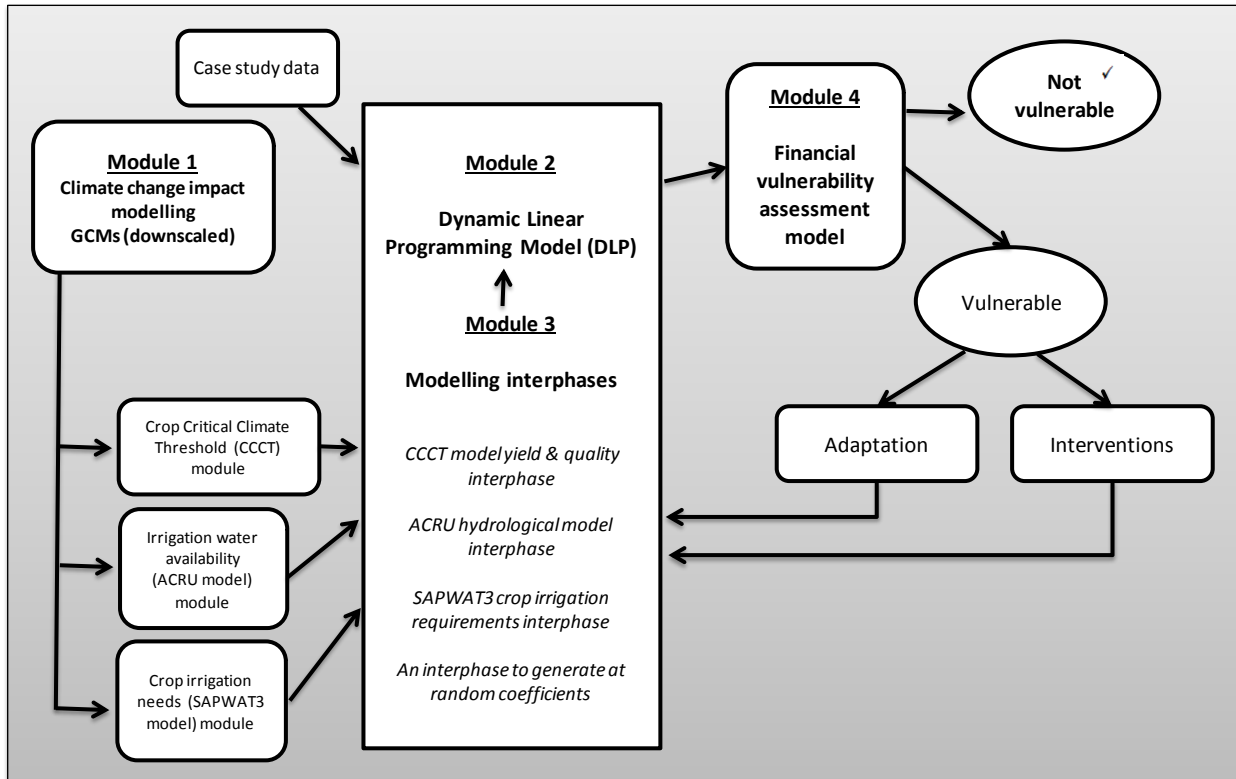 Case study data
Module 1
Climate change impact
modelling
GCMs (downscaled)
Crop Critical Climate
Threshold (CCCT)
module
Irrigation water
availability
(ACRU model)
module
Crop irrigation
needs (SAPWAT3
model) module
Module 2
Dynamic Linear
Programming Model (DLP)
Module 3
Modelling interphases
CCCT model yield & quality
interphase
ACRU hydrological model
interphase
SAPWAT3 crop irrigation
requirements interphase
An interphase to generate at
random coefficients
Module 4
Financial
vulnerability
assessment
model
Not ✓
vulnerable
Vulnerable
Adaptation
Interventions